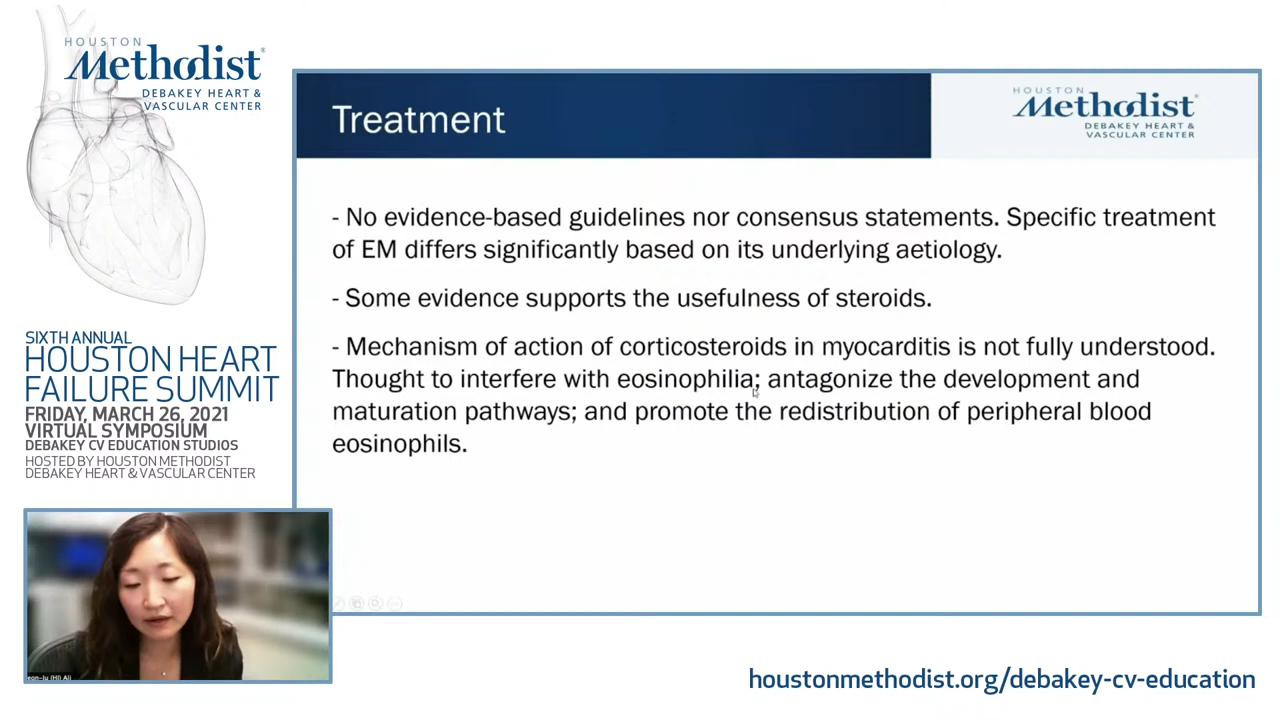 HOUSTON
Methodist®
DEBAKEY HEART &
VASCULAR CENTER
SIXTH ANNUAL
HOUSTON HEART
FAILURE SUMMIT
FRIDAY, MARCH 26, 2021
VIRTUAL SYMPOSIUM
DEBAKEY CV EDUCATION STUDIOS
HOSTED BY HOUSTON METHODIST
DEBAKEY HEART & VASCULAR CENTER
Treatment
HOUSTON
Methodist®
DEBAKEY HEART &
VASCULAR CENTER
- No evidence-based guidelines nor consensus statements. Specific treatment
of EM differs significantly based on its underlying aetiology.
- Some evidence supports the usefulness of steroids.
- Mechanism of action of corticosteroids in myocarditis is not fully understood.
Thought to interfere with eosinophilia; antagonize the development and
maturation pathways; and promote the redistribution of peripheral blood
eosinophils.
eon-Ju (HJ) Ali
houstonmethodist.org/debakey-cv-education